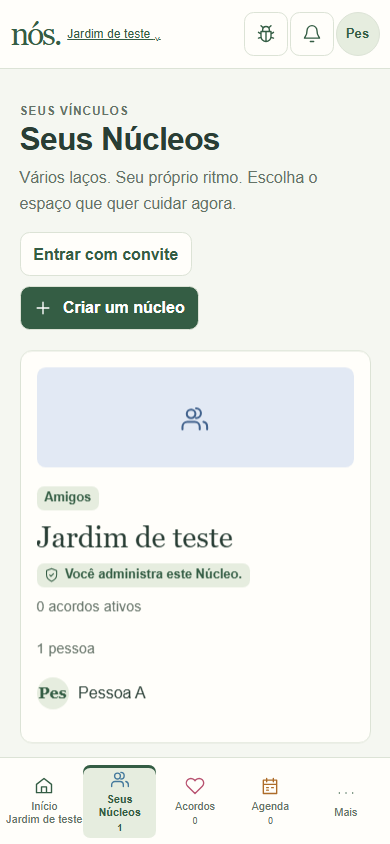 nós. Jardim de teste
Pes
SEUS VÍNCULOS
Seus Núcleos
Vários laços. Seu próprio ritmo. Escolha o
espaço que quer cuidar agora.
Entrar com convite
+ Criar um núcleo
Amigos
Jardim de teste
Você administra este Núcleo.
0 acordos ativos
1 pessoa
Pes Pessoa A
Início
Jardim de teste
Seus
Núcleos
1
Acordos
0
Agenda
0
...
Mais